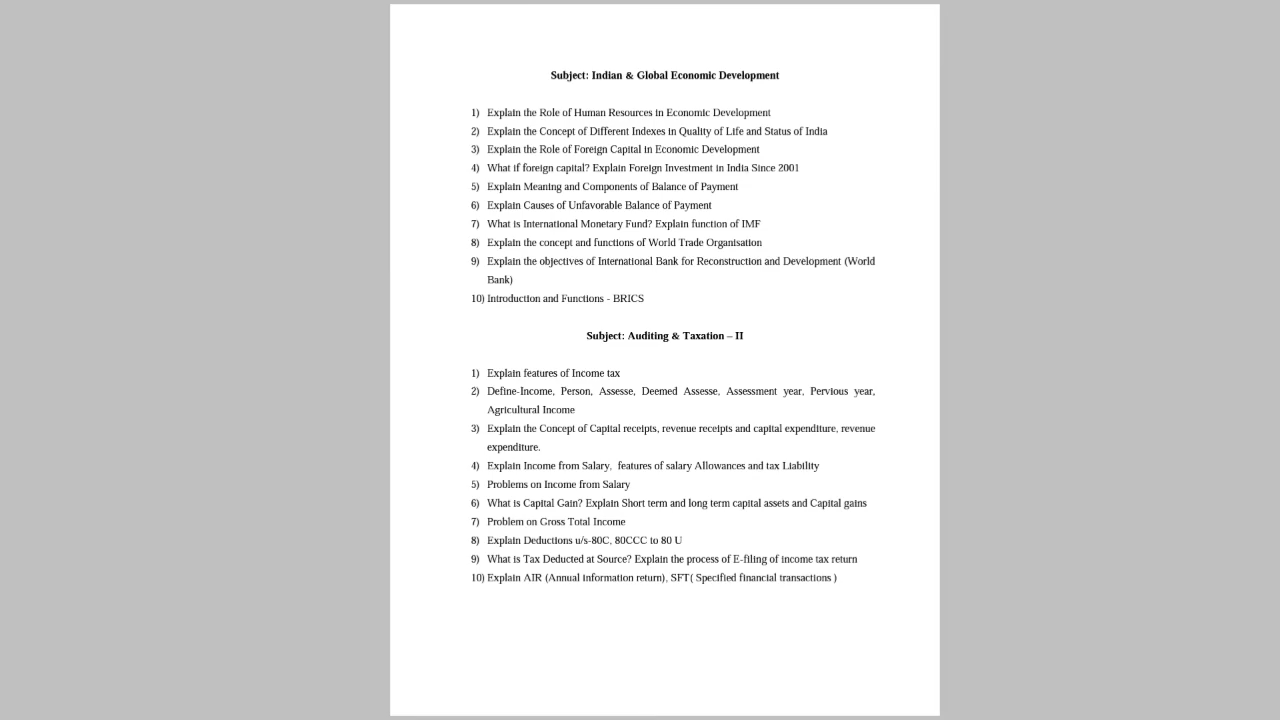 Subject: Indian & Global Economic Development
1) Explain the Role of Human Resources in Economic Development
2) Explain the Concept of Different Indexes in Quality of Life and Status of India
3) Explain the Role of Foreign Capital in Economic Development
4) What if foreign capital? Explain Foreign Investment in India Since 2001
5) Explain Meaning and Components of Balance of Payment
6) Explain Causes of Unfavorable Balance of Payment
7) What is International Monetary Fund? Explain function of IMF
8) Explain the concept and functions of World Trade Organisation
9) Explain the objectives of International Bank for Reconstruction and Development (World
Bank)
10) Introduction and Functions - BRICS
Subject: Auditing & Taxation – II
1) Explain features of Income tax
2) Define-Income, Person, Assesse, Deemed Assesse, Assessment year, Pervious year,
Agricultural Income
3) Explain the Concept of Capital receipts, revenue receipts and capital expenditure, revenue
expenditure.
4) Explain Income from Salary,  features of salary Allowances and tax Liability
5) Problems on Income from Salary
6) What is Capital Gain? Explain Short term and long term capital assets and Capital gains
7) Problem on Gross Total Income
8) Explain Deductions u/s-80C, 80CCC to 80 U
9) What is Tax Deducted at Source? Explain the process of E-filing of income tax return
10) Explain AIR (Annual information return), SFT( Specified financial transactions )